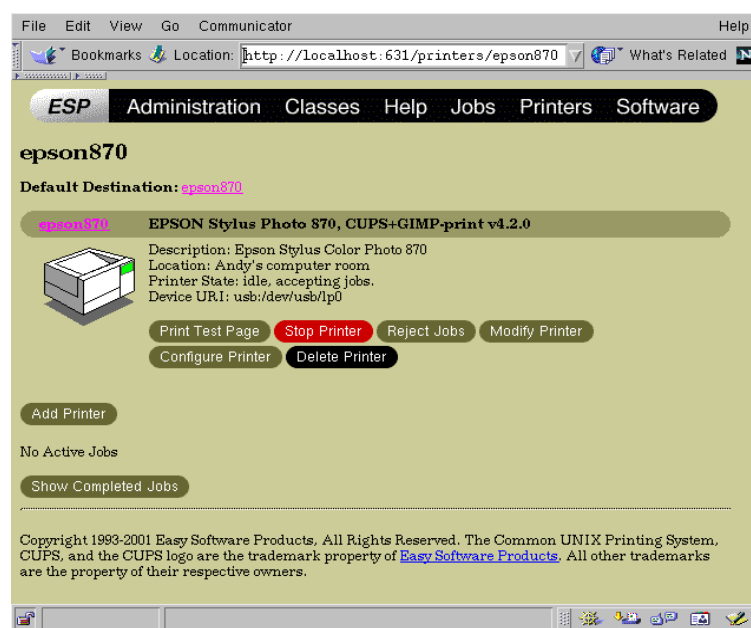 File Edit View Go Communicator Help
Bookmarks Location: http://localhost:631/printers/epson870 What's Related N
ESP Administration Classes Help Jobs Printers Software
epson870
Default Destination: epson870
epson870 EPSON Stylus Photo 870, CUPS+GIMP-print v4.2.0
Description: Epson Stylus Color Photo 870
Location: Andy's computer room
Printer State: idle, accepting jobs.
Device URI: usb:/dev/usb/lp0
Print Test Page Stop Printer Reject Jobs Modify Printer
Configure Printer Delete Printer
Add Printer
No Active Jobs
Show Completed Jobs
Copyright 1993-2001 Easy Software Products, All Rights Reserved. The Common UNIX Printing System,
CUPS, and the CUPS logo are the trademark property of Easy Software Products. All other trademarks
are the property of their respective owners.